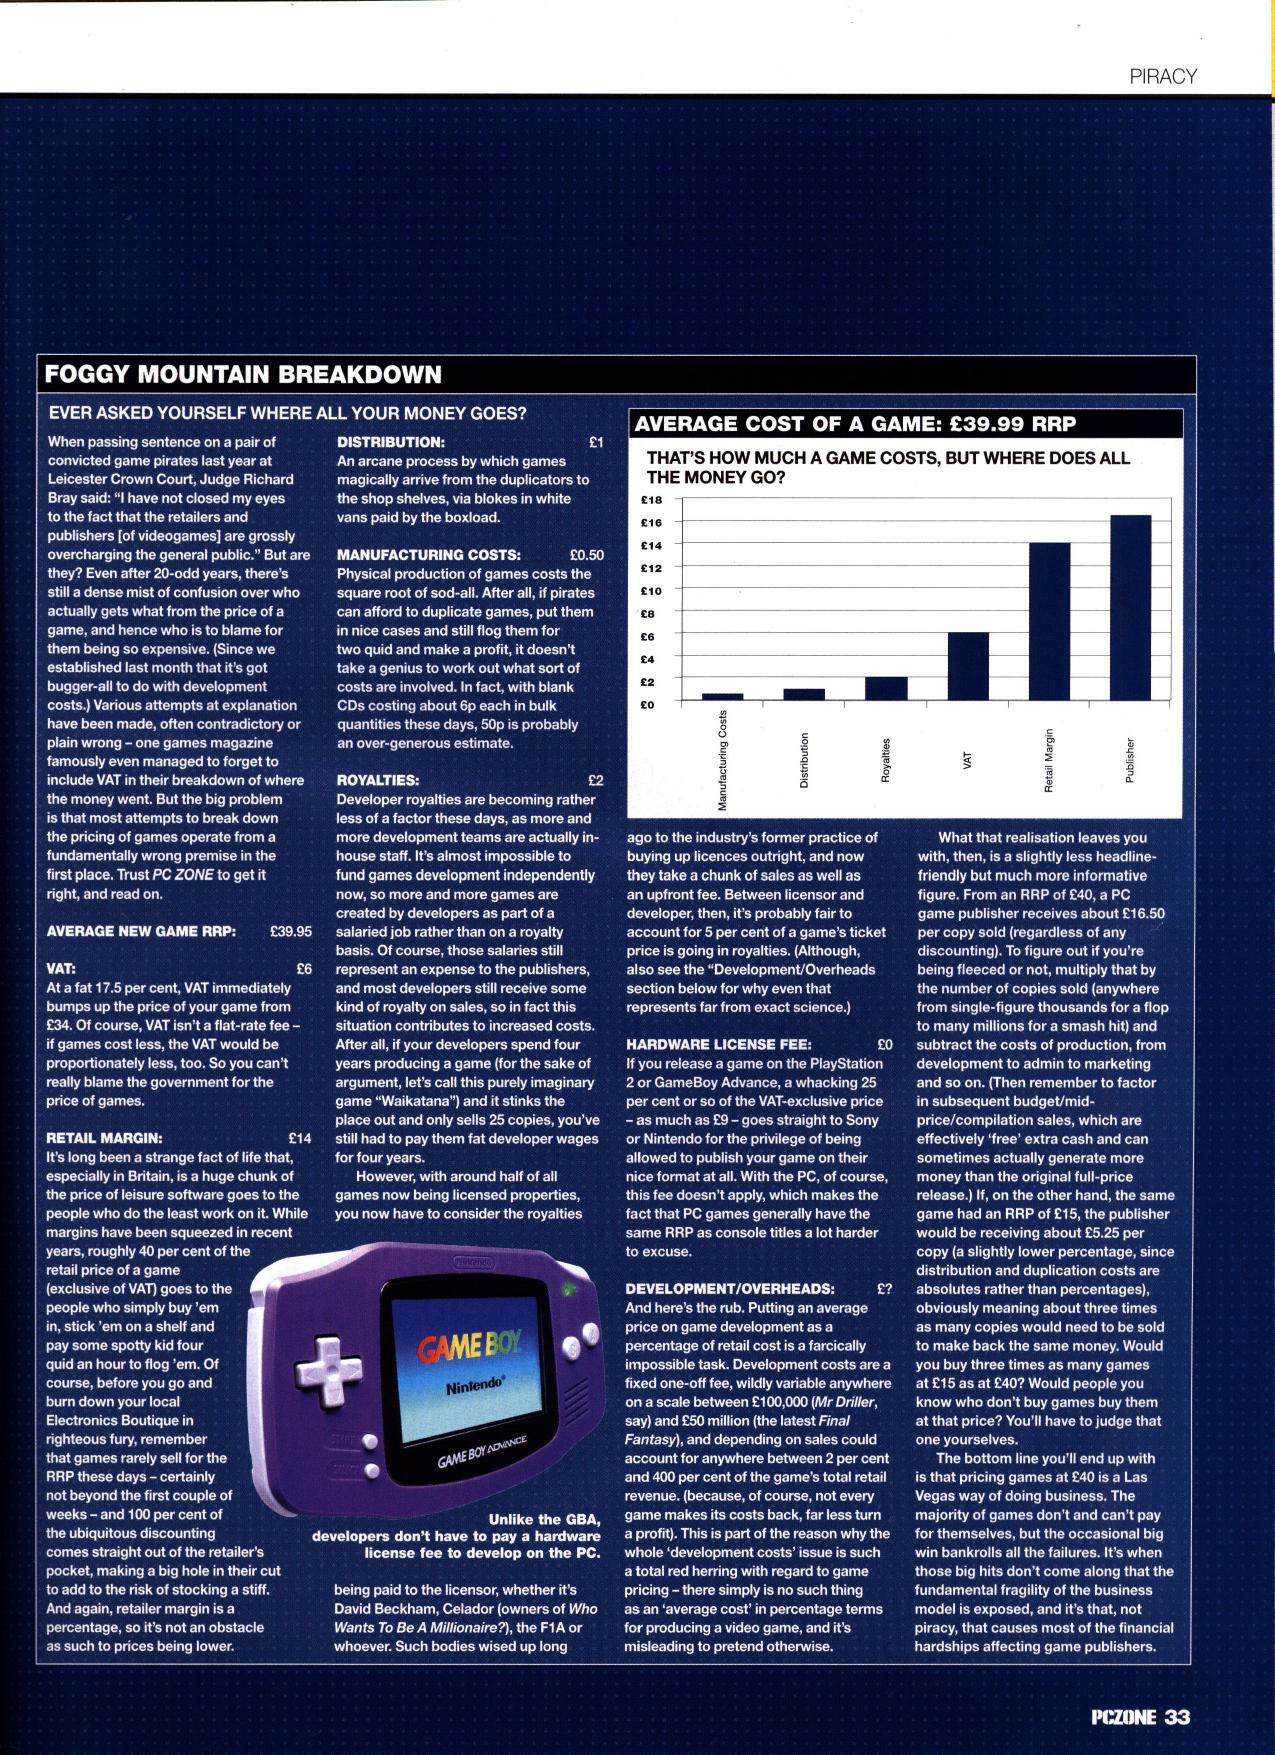 PIRACY
FOGGY MOUNTAIN BREAKDOWN
EVER ASKED YOURSELF WHERE ALL YOUR MONEY GOES?
When passing sentence on a pair of
convicted game pirates last year at
Leicester Crown Court, Judge Richard
Bray said: “I have not closed my eyes
to the fact that the retailers and
publishers [of videogames] are grossly
overcharging the general public.” But are
they? Even after 20-odd years, there’s
still a dense mist of confusion over who
actually gets what from the price of a
game, and hence who is to blame for
them being so expensive. (Since we
established last month that it’s got
bugger-all to do with development
costs.) Various attempts at explanation
have been made, often contradictory or
plain wrong – one games magazine
famously even managed to forget to
include VAT in their breakdown of where
the money went. But the big problem
is that most attempts to break down
the pricing of games operate from a
fundamentally wrong premise in the
first place. Trust PC ZONE to get it
right, and read on.
AVERAGE NEW GAME RRP: £39.95
VAT: £6
At a fat 17.5 per cent, VAT immediately
bumps up the price of your game from
£34. Of course, VAT isn’t a flat-rate fee –
if games cost less, the VAT would be
proportionately less, too. So you can’t
really blame the government for the
price of games.
RETAIL MARGIN: £14
It’s long been a strange fact of life that,
especially in Britain, is a huge chunk of
the price of leisure software goes to the
people who do the least work on it. While
margins have been squeezed in recent
years, roughly 40 per cent of the
retail price of a game
(exclusive of VAT) goes to the
people who simply buy ’em
in, stick ’em on a shelf and
pay some spotty kid four
quid an hour to flog ’em. Of
course, before you go and
burn down your local
Electronics Boutique in
righteous fury, remember
that games rarely sell for the
RRP these days – certainly
not beyond the first couple of
weeks – and 100 per cent of
the ubiquitous discounting
comes straight out of the retailer’s
pocket, making a big hole in their cut
to add to the risk of stocking a stiff.
And again, retailer margin is a
percentage, so it’s not an obstacle
as such to prices being lower.
DISTRIBUTION: £1
An arcane process by which games
magically arrive from the duplicators to
the shop shelves, via blokes in white
vans paid by the boxload.
MANUFACTURING COSTS: £0.50
Physical production of games costs the
square root of sod-all. After all, if pirates
can afford to duplicate games, put them
in nice cases and still flog them for
two quid and make a profit, it doesn’t
take a genius to work out what sort of
costs are involved. In fact, with blank
CDs costing about 6p each in bulk
quantities these days, 50p is probably
an over-generous estimate.
ROYALTIES: £2
Developer royalties are becoming rather
less of a factor these days, as more and
more development teams are actually in-
house staff. It’s almost impossible to
fund games development independently
now, so more and more games are
created by developers as part of a
salaried job rather than on a royalty
basis. Of course, those salaries still
represent an expense to the publishers,
and most developers still receive some
kind of royalty on sales, so in fact this
situation contributes to increased costs.
After all, if your developers spend four
years producing a game (for the sake of
argument, let’s call this purely imaginary
game “Waikatana”) and it stinks the
place out and only sells 25 copies, you’ve
still had to pay them fat developer wages
for four years.
However, with around half of all
games now being licensed properties,
you now have to consider the royalties
Nintendo
GAME BOY
Nintendo®
START
SELECT
GAME BOY ADVANCE
B
A
Unlike the GBA,
developers don’t have to pay a hardware
license fee to develop on the PC.
being paid to the licensor, whether it’s
David Beckham, Celador (owners of Who
Wants To Be A Millionaire?), the F1A or
whoever. Such bodies wised up long
AVERAGE COST OF A GAME: £39.99 RRP
THAT’S HOW MUCH A GAME COSTS, BUT WHERE DOES ALL
THE MONEY GO?
£18
£16
£14
£12
£10
£8
£6
£4
£2
£0
Manufacturing Costs
Distribution
Royalties
VAT
Retail Margin
Publisher
ago to the industry’s former practice of
buying up licences outright, and now
they take a chunk of sales as well as
an upfront fee. Between licensor and
developer, then, it’s probably fair to
account for 5 per cent of a game’s ticket
price is going in royalties. (Although,
also see the “Development/Overheads
section below for why even that
represents far from exact science.)
HARDWARE LICENSE FEE: £0
If you release a game on the PlayStation
2 or GameBoy Advance, a whacking 25
per cent or so of the VAT-exclusive price
– as much as £9 – goes straight to Sony
or Nintendo for the privilege of being
allowed to publish your game on their
nice format at all. With the PC, of course,
this fee doesn’t apply, which makes the
fact that PC games generally have the
same RRP as console titles a lot harder
to excuse.
DEVELOPMENT/OVERHEADS: £?
And here’s the rub. Putting an average
price on game development as a
percentage of retail cost is a farcically
impossible task. Development costs are a
fixed one-off fee, wildly variable anywhere
on a scale between £100,000 (Mr Driller,
say) and £50 million (the latest Final
Fantasy), and depending on sales could
account for anywhere between 2 per cent
and 400 per cent of the game’s total retail
revenue. (because, of course, not every
game makes its costs back, far less turn
a profit). This is part of the reason why the
whole ‘development costs’ issue is such
a total red herring with regard to game
pricing – there simply is no such thing
as an ‘average cost’ in percentage terms
for producing a video game, and it’s
misleading to pretend otherwise.
What that realisation leaves you
with, then, is a slightly less headline-
friendly but much more informative
figure. From an RRP of £40, a PC
game publisher receives about £16.50
per copy sold (regardless of any
discounting). To figure out if you’re
being fleeced or not, multiply that by
the number of copies sold (anywhere
from single-figure thousands for a flop
to many millions for a smash hit) and
subtract the costs of production, from
development to admin to marketing
and so on. (Then remember to factor
in subsequent budget/mid-
price/compilation sales, which are
effectively ‘free’ extra cash and can
sometimes actually generate more
money than the original full-price
release.) If, on the other hand, the same
game had an RRP of £15, the publisher
would be receiving about £5.25 per
copy (a slightly lower percentage, since
distribution and duplication costs are
absolutes rather than percentages),
obviously meaning about three times
as many copies would need to be sold
to make back the same money. Would
you buy three times as many games
at £15 as at £40? Would people you
know who don’t buy games buy them
at that price? You’ll have to judge that
one yourselves.
The bottom line you’ll end up with
is that pricing games at £40 is a Las
Vegas way of doing business. The
majority of games don’t and can’t pay
for themselves, but the occasional big
win bankrolls all the failures. It’s when
those big hits don’t come along that the
fundamental fragility of the business
model is exposed, and it’s that, not
piracy, that causes most of the financial
hardships affecting game publishers.
PCZONE 33